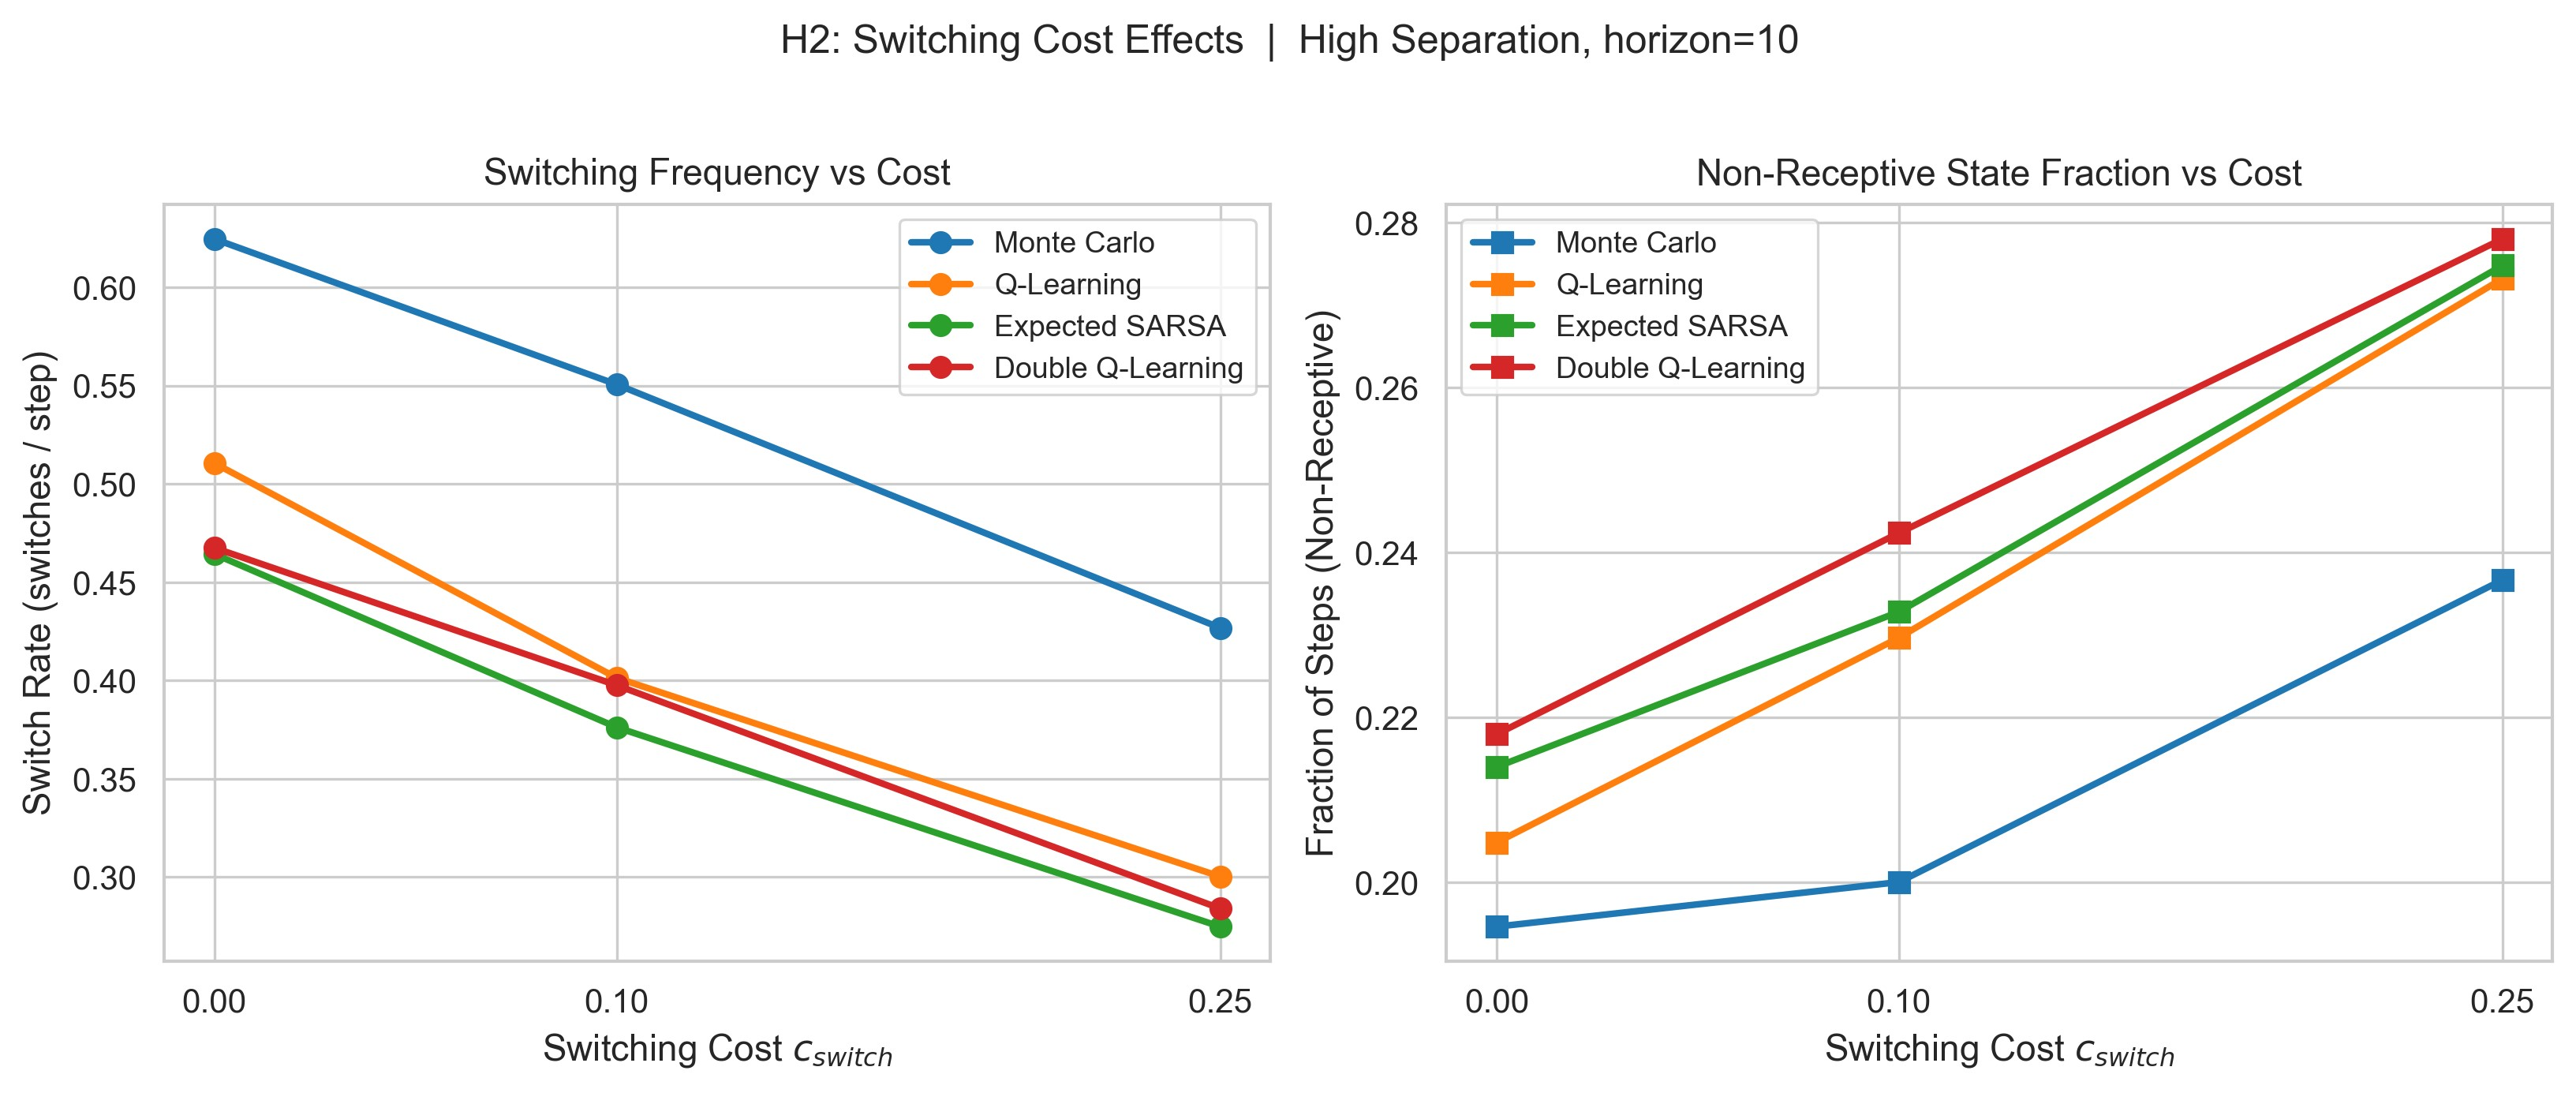 H2: Switching Cost Effects | High Separation, horizon=10
Switching Frequency vs Cost
Switch Rate (switches / step)
0.60
0.55
0.50
0.45
0.40
0.35
0.30
Monte Carlo
Q-Learning
Expected SARSA
Double Q-Learning
0.00 0.10 0.25
Switching Cost c_switch
Non-Receptive State Fraction vs Cost
Fraction of Steps (Non-Receptive)
0.28
0.26
0.24
0.22
0.20
Monte Carlo
Q-Learning
Expected SARSA
Double Q-Learning
0.00 0.10 0.25
Switching Cost c_switch